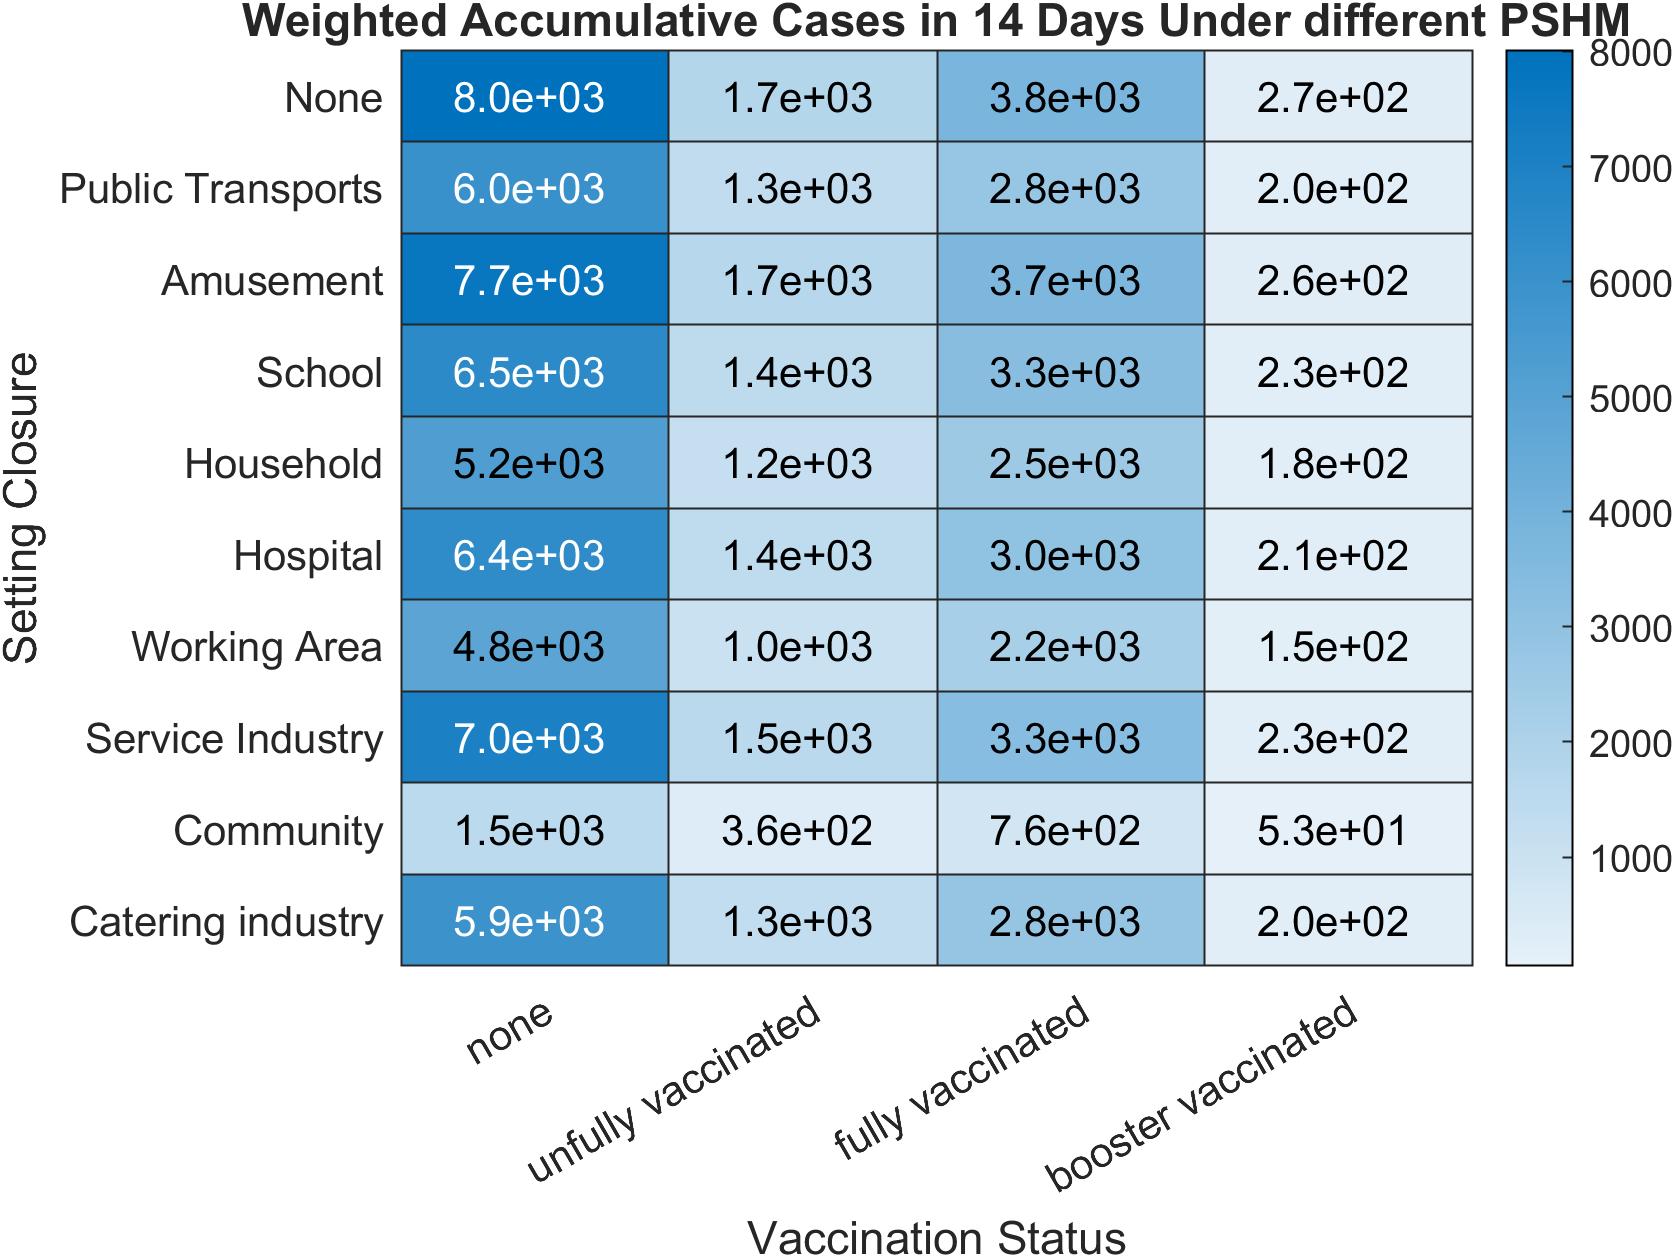 Weighted Accumulative Cases in 14 Days Under different PSHM
None 8.0e+03 1.7e+03 3.8e+03 2.7e+02
Public Transports 6.0e+03 1.3e+03 2.8e+03 2.0e+02
Amusement 7.7e+03 1.7e+03 3.7e+03 2.6e+02
School 6.5e+03 1.4e+03 3.3e+03 2.3e+02
Household 5.2e+03 1.2e+03 2.5e+03 1.8e+02
Hospital 6.4e+03 1.4e+03 3.0e+03 2.1e+02
Working Area 4.8e+03 1.0e+03 2.2e+03 1.5e+02
Service Industry 7.0e+03 1.5e+03 3.3e+03 2.3e+02
Community 1.5e+03 3.6e+02 7.6e+02 5.3e+01
Catering industry 5.9e+03 1.3e+03 2.8e+03 2.0e+02
Setting Closure
none
unfully vaccinated
fully vaccinated
booster vaccinated
Vaccination Status
8000
7000
6000
5000
4000
3000
2000
1000